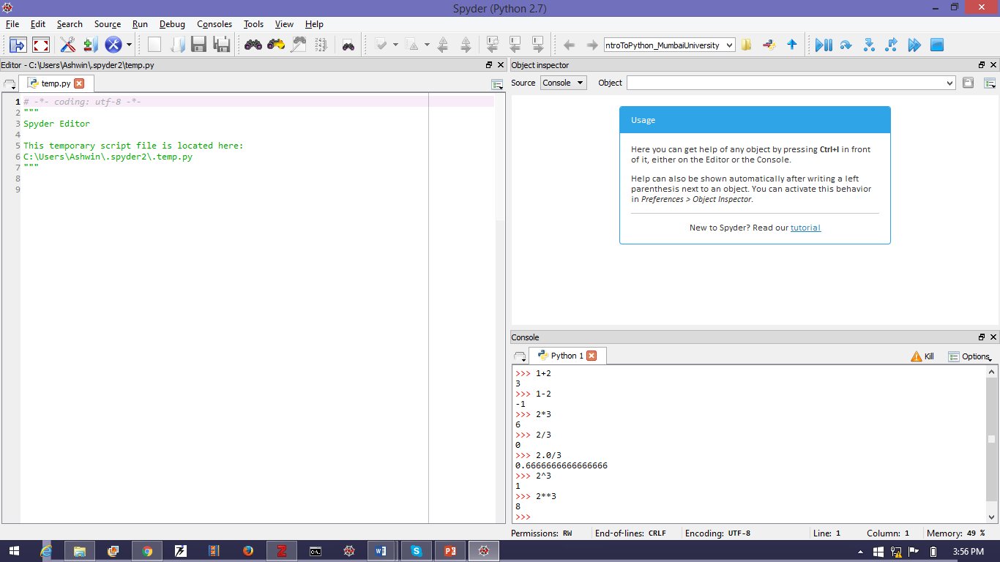 Spyder (Python 2.7)
File Edit Search Source Run Debug Consoles Tools View Help
ntroToPython_MumbaiUniversity
Editor - C:\Users\Ashwin\.spyder2\temp.py
temp.py
1 # -*- coding: utf-8 -*-
2 """
3 Spyder Editor
4
5 This temporary script file is located here:
6 C:\Users\Ashwin\.spyder2\.temp.py
7 """
8
9
Object inspector
Source Console Object
Usage
Here you can get help of any object by pressing Ctrl+I in front
of it, either on the Editor or the Console.
Help can also be shown automatically after writing a left
parenthesis next to an object. You can activate this behavior
in Preferences > Object Inspector.
New to Spyder? Read our tutorial
Console
Python 1 Kill Options
>>> 1+2
3
>>> 1-2
-1
>>> 2*3
6
>>> 2/3
0
>>> 2.0/3
0.6666666666666666
>>> 2^3
1
>>> 2**3
8
>>>
Permissions: RW End-of-lines: CRLF Encoding: UTF-8 Line: 1 Column: 1 Memory: 49 %
3:56 PM